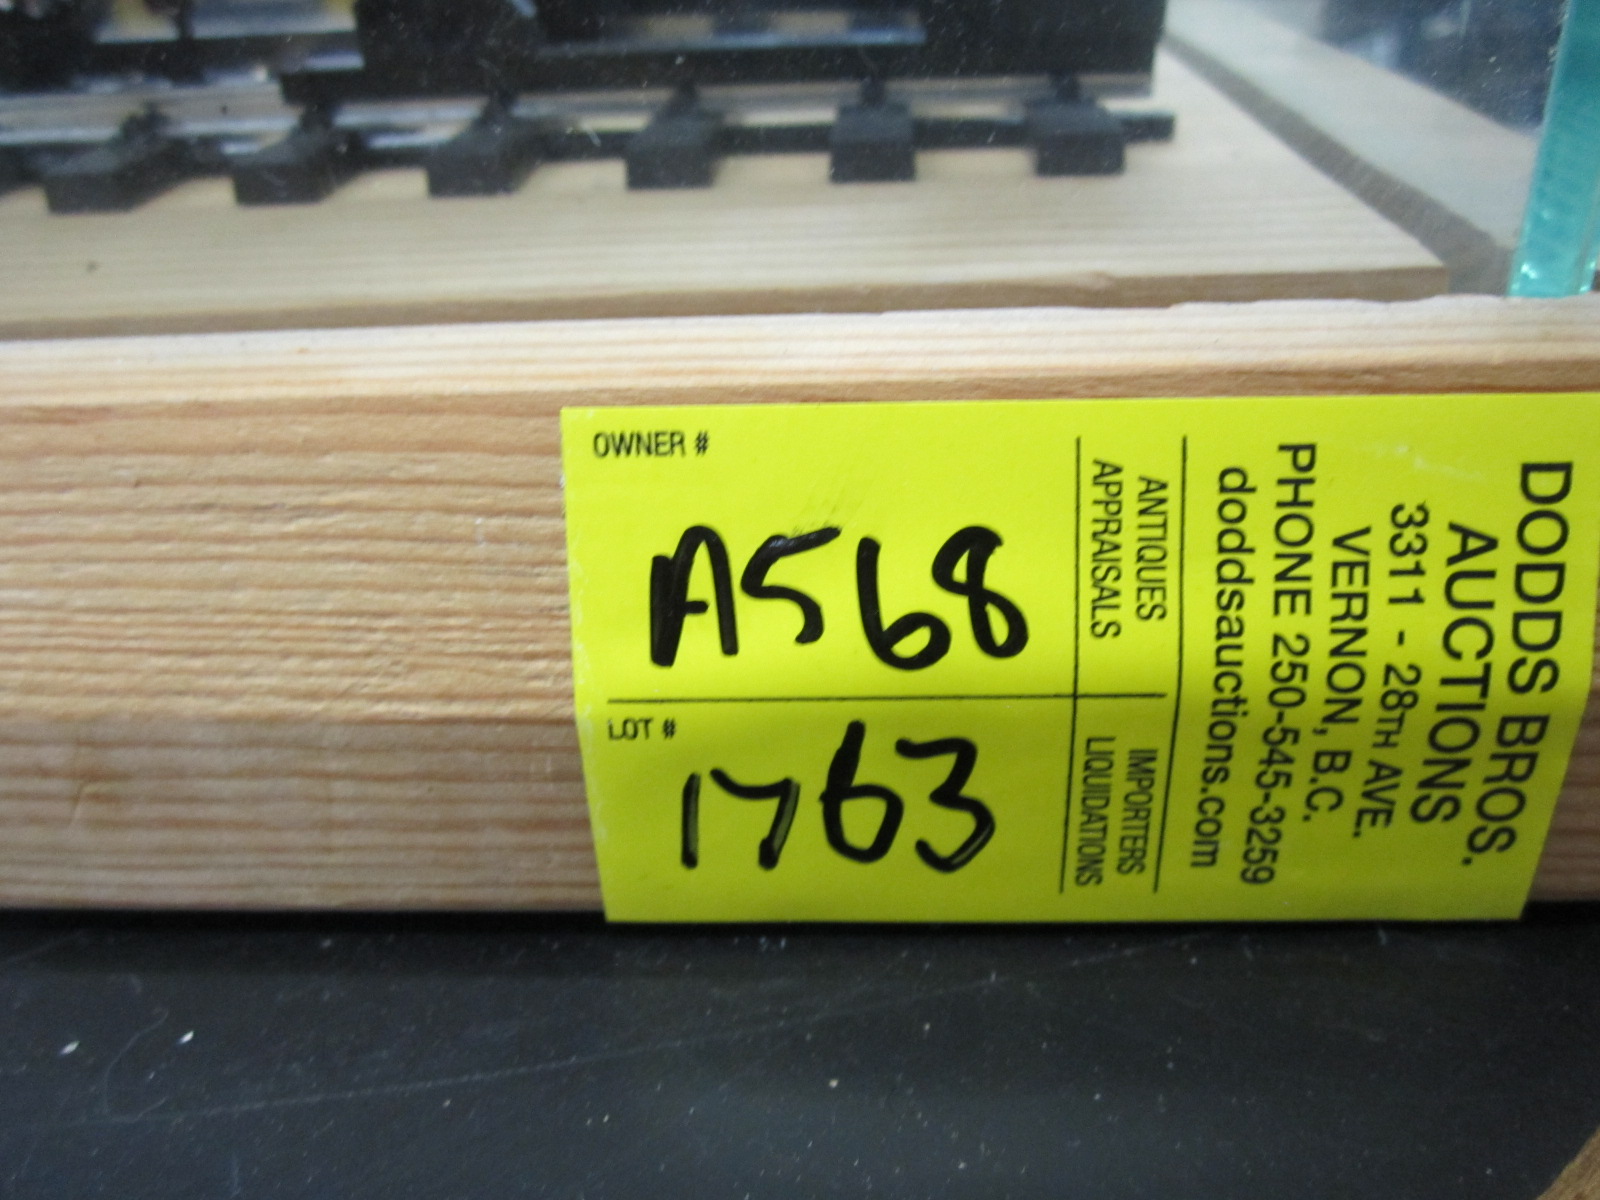 OWNER #
A568
LOT #
1763
ANTIQUES
APPRAISALS
IMPORTERS
LIQUIDATIONS
DODDS BROS.
AUCTIONS
3311 - 28TH AVE.
VERNON, B.C.
PHONE 250-545-3259
doddsauctions.com